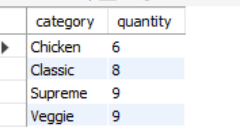 category quantity
Chicken 6
Classic 8
Supreme 9
Veggie 9